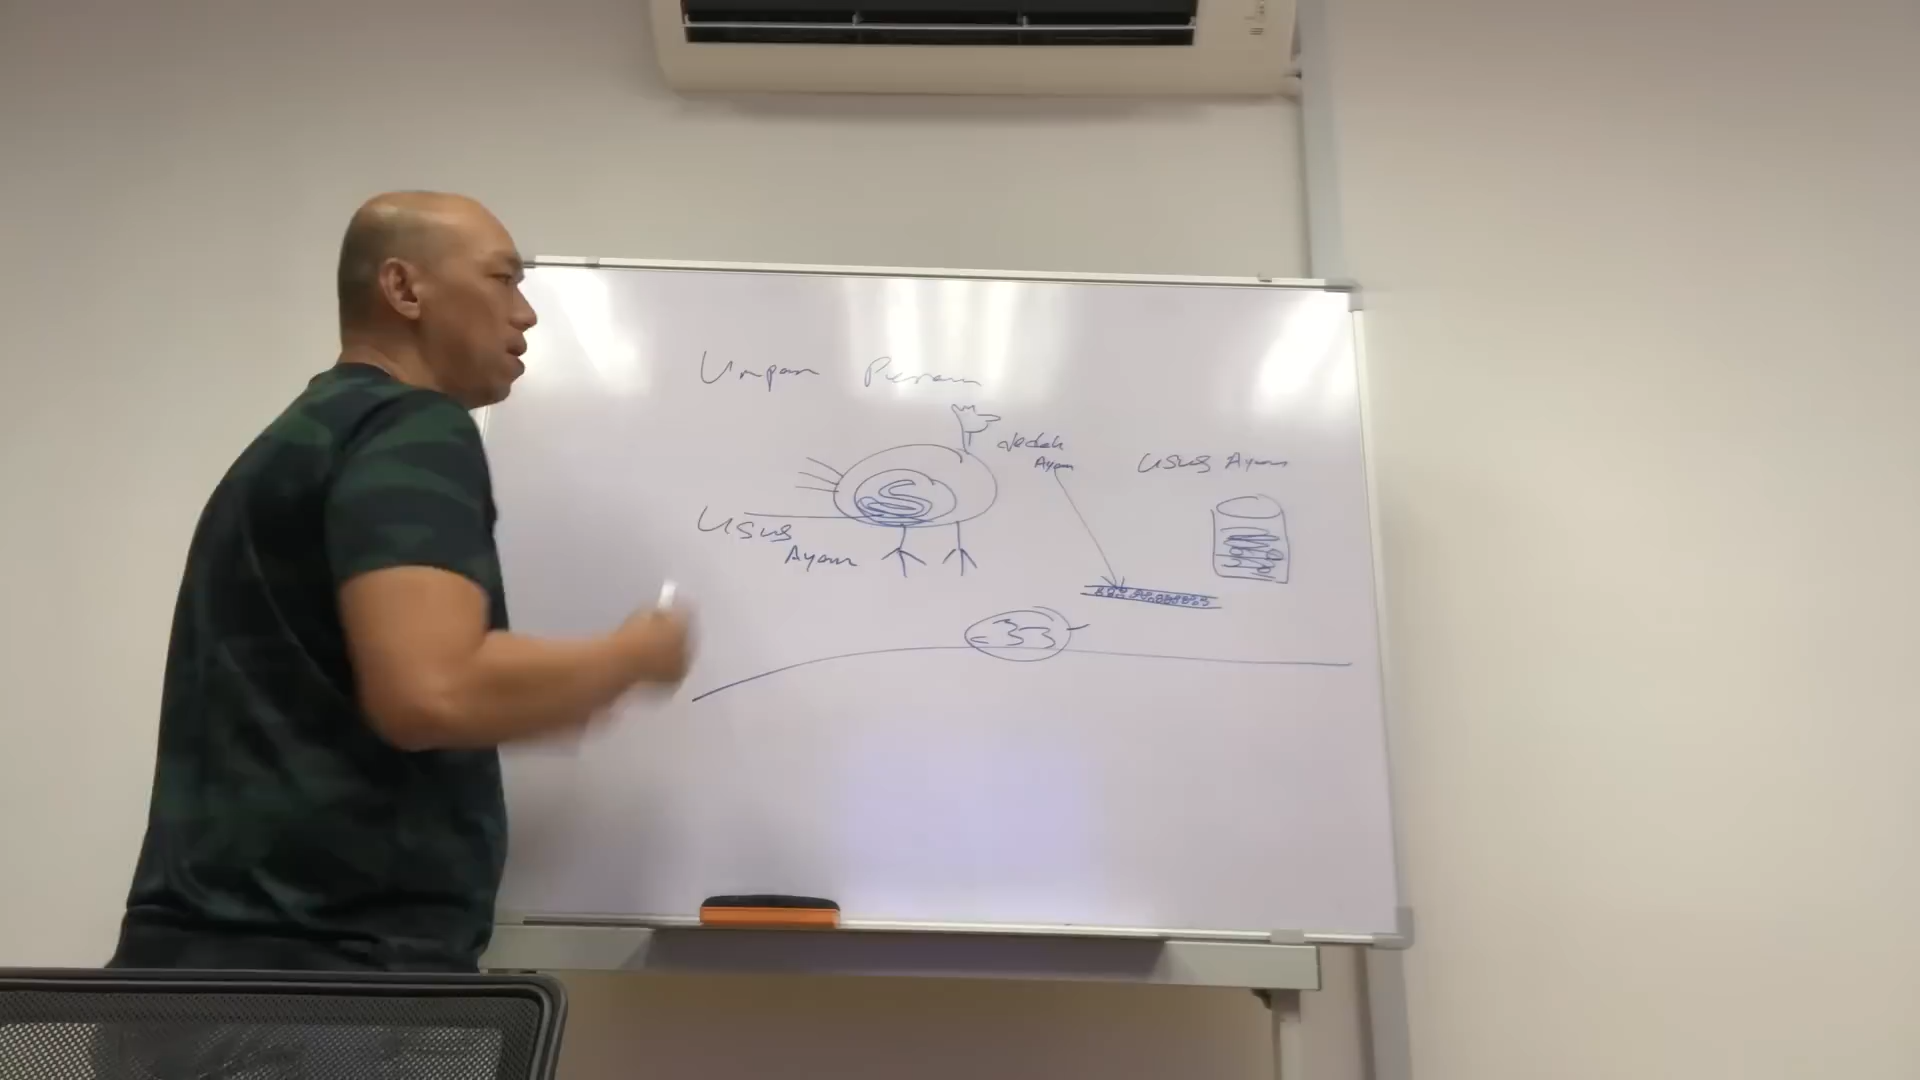 Umpan Peram
dedak
Ayam
Usus Ayam
Usus
Ayam